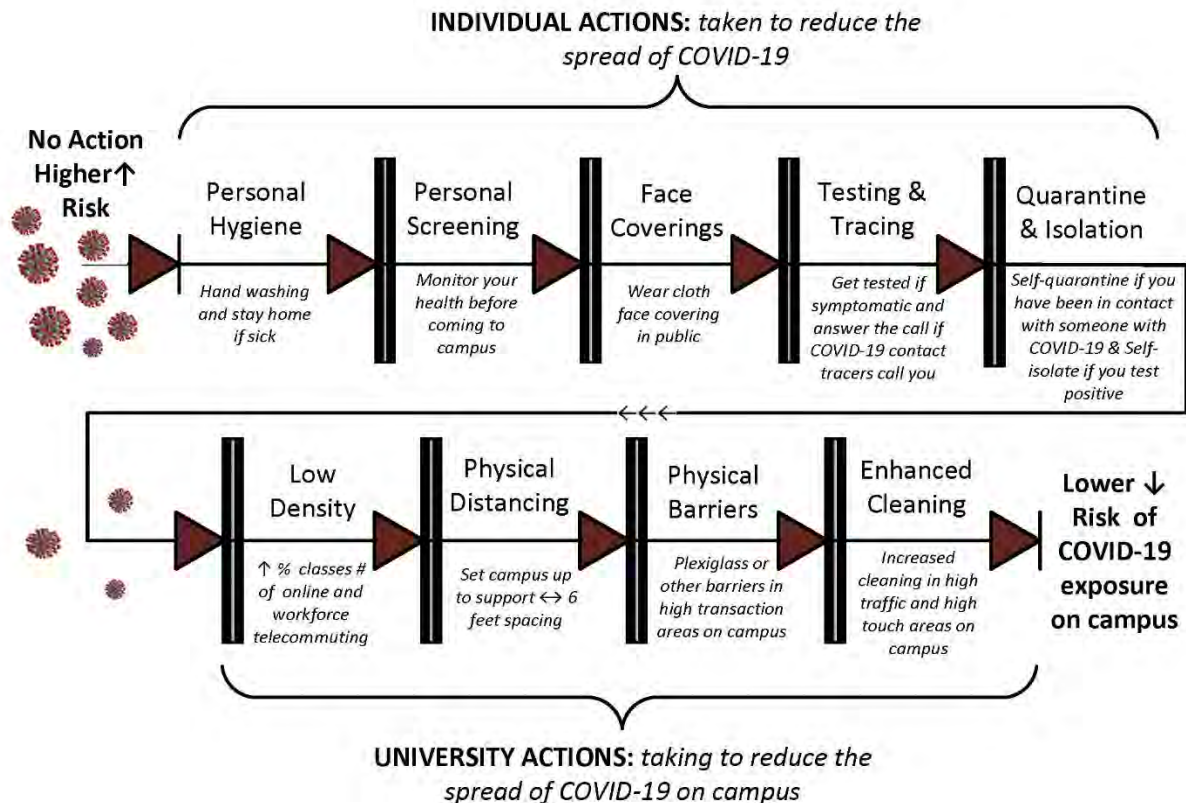 INDIVIDUAL ACTIONS: taken to reduce the
spread of COVID-19
No Action
Higher↑
Risk
Personal
Hygiene
Hand washing
and stay home
if sick
Personal
Screening
Monitor your
health before
coming to
campus
Face
Coverings
Wear cloth
face covering
in public
Testing &
Tracing
Get tested if
symptomatic and
answer the call if
COVID-19 contact
tracers call you
Quarantine
& Isolation
Self-quarantine if you
have been in contact
with someone with
COVID-19 & Self-
isolate if you test
positive
Low
Density
↑ % classes #
of online and
workforce
telecommuting
Physical
Distancing
Set campus up
to support ↔ 6
feet spacing
Physical
Barriers
Plexiglass or
other barriers in
high transaction
areas on campus
Enhanced
Cleaning
Increased
cleaning in high
traffic and high
touch areas on
campus
Lower ↓
Risk of
COVID-19
exposure
on campus
UNIVERSITY ACTIONS: taking to reduce the
spread of COVID-19 on campus